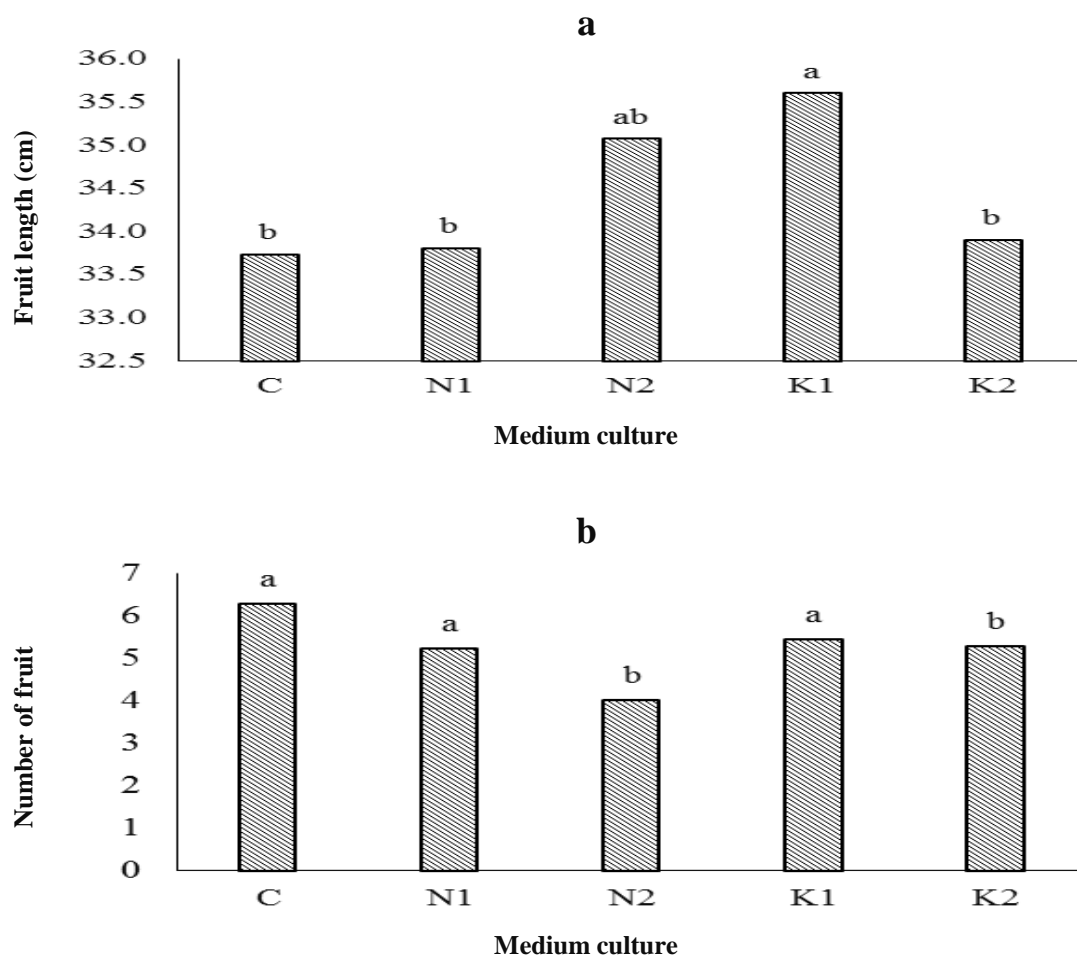 a
Fruit length (cm)
36.0
35.5
35.0
34.5
34.0
33.5
33.0
32.5
b
b
ab
a
b
C N1 N2 K1 K2
Medium culture
b
Number of fruit
7
6
5
4
3
2
1
0
a
a
b
a
b
C N1 N2 K1 K2
Medium culture